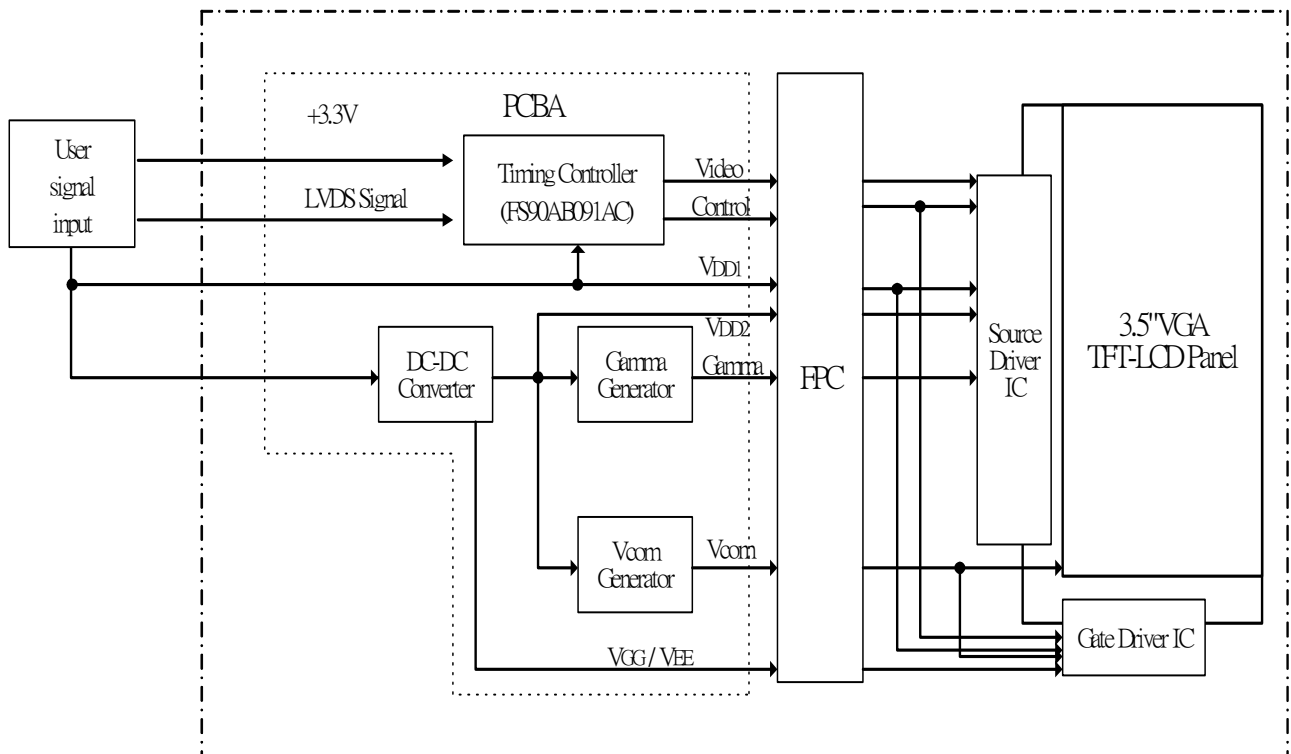 PCBA
+3.3V
User
signal
input
Timing Controller
(FS90AB091AC)
LVDS Signal
Video
Control
VDD1
VDD2
DC-DC
Converter
Gamma
Generator
Gamma
FPC
Source
Driver
IC
3.5"VGA
TFT-LCD Panel
Vcom
Generator
Vcom
VGG / VEE
Gate Driver IC